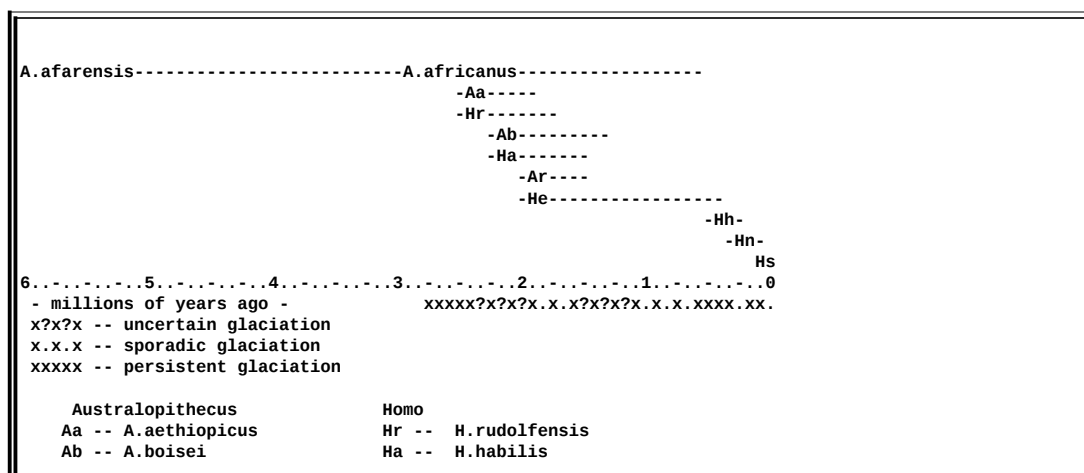 A.afarensis--------------------------A.africanus------------------
-Aa-----
-Hr-------
-Ab---------
-Ha-------
-Ar----
-He-----------------
-Hh-
-Hn-
Hs
6..-..-..-..5..-..-..-..4..-..-..-..3..-..-..-..2..-..-..-..1..-..-..-..0
- millions of years ago - xxxxx?x?x?x.x.x?x?x?x.x.x.xxxx.xx.
x?x?x -- uncertain glaciation
x.x.x -- sporadic glaciation
xxxxx -- persistent glaciation
Australopithecus Homo
Aa -- A.aethiopicus Hr -- H.rudolfensis
Ab -- A.boisei Ha -- H.habilis